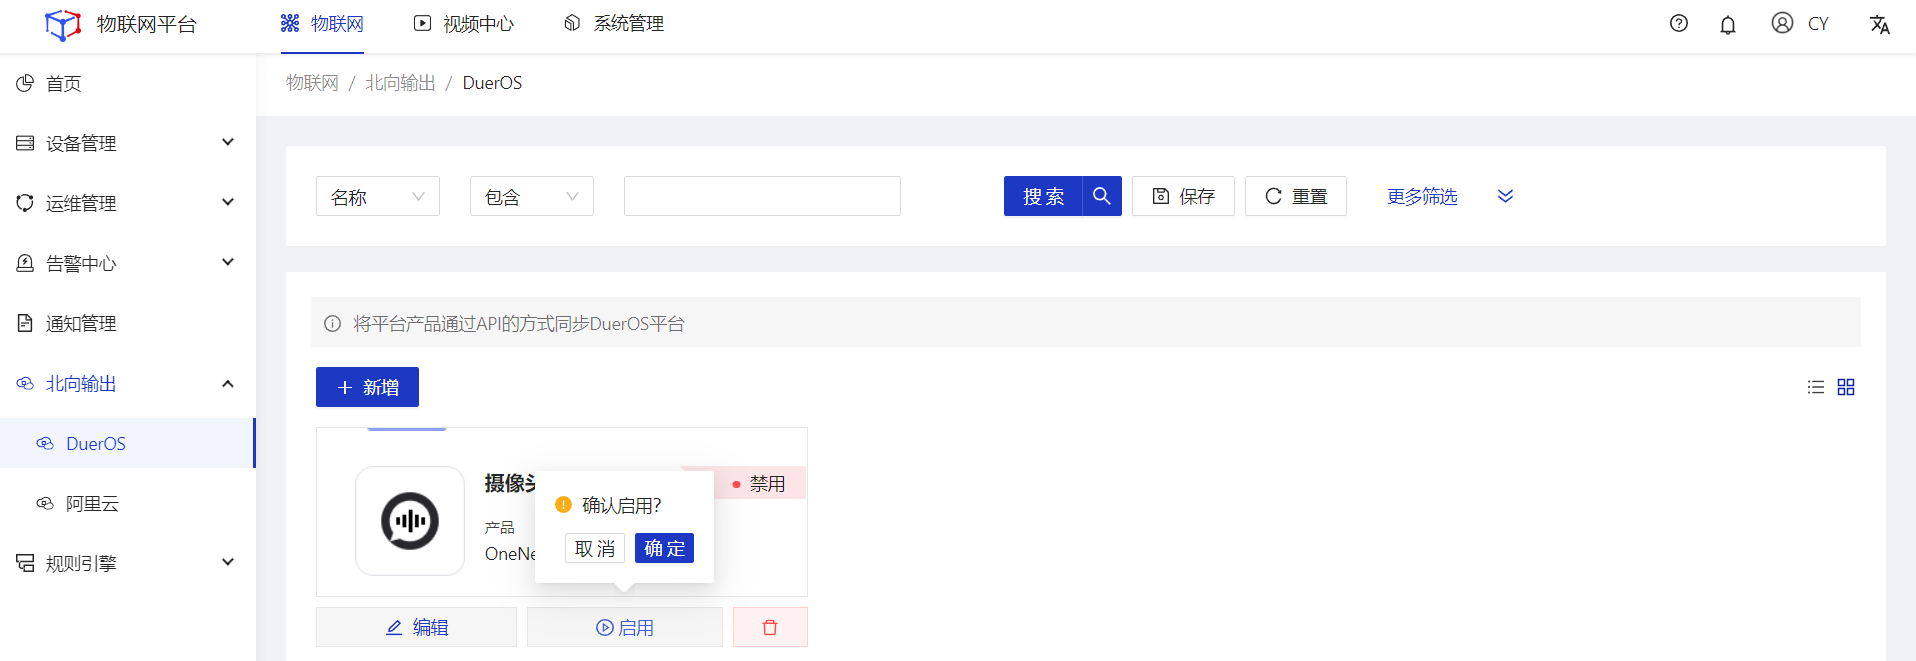 物联网平台
物联网
视频中心
系统管理
CY
首页
设备管理
运维管理
告警中心
通知管理
北向输出
DuerOS
阿里云
规则引擎
物联网 / 北向输出 / DuerOS
名称
包含
搜索
保存
重置
更多筛选
将平台产品通过API的方式同步DuerOS平台
新增
摄像头
禁用
产品
OneNe
确认启用?
取消
确定
编辑
启用